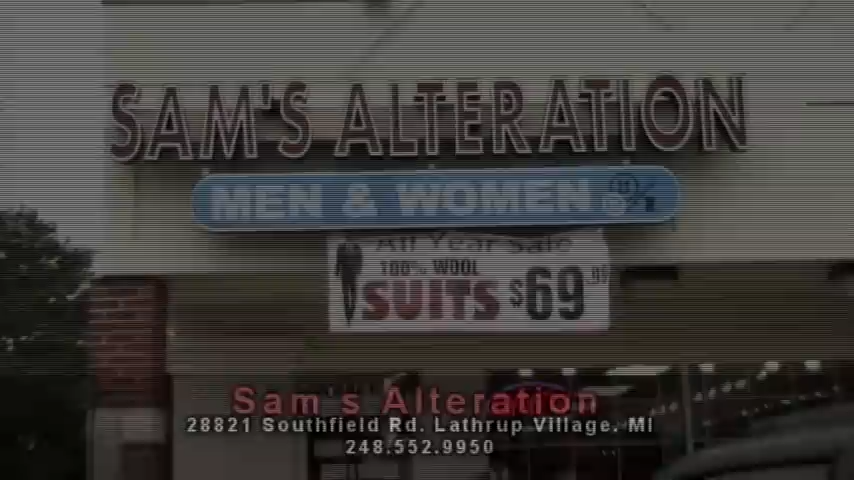 SAM'S ALTERATION
MEN & WOMEN
All Year Sale
100% WOOL
SUITS $69.99
Sam's Alteration
28821 Southfield Rd. Lathrup Village, MI
248.552.9950